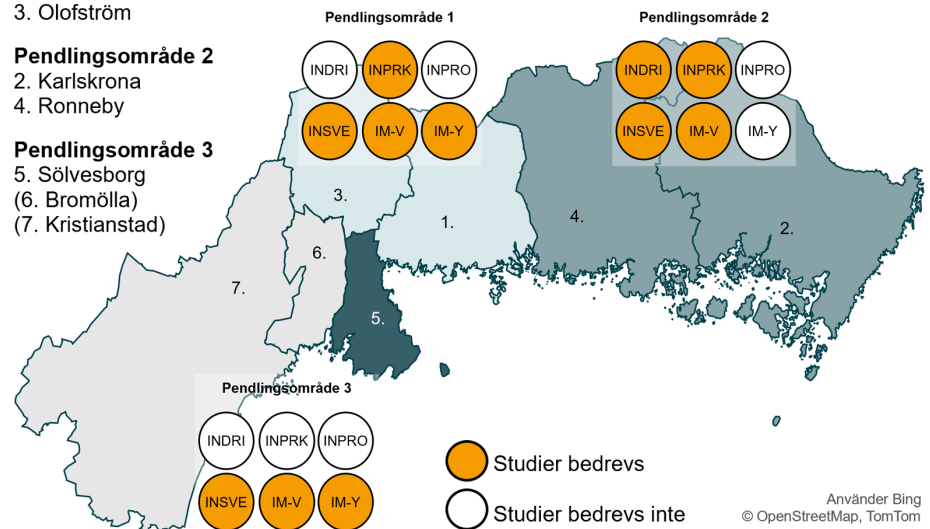 3. Olofström
Pendlingsområde 2
2. Karlskrona
4. Ronneby
Pendlingsområde 3
5. Sölvesborg
(6. Bromölla)
(7. Kristianstad)
Pendlingsområde 1
INDRI INPRK INPRO
INSVE IM-V IM-Y
Pendlingsområde 2
INDRI INPRK INPRO
INSVE IM-V IM-Y
3.
1.
4.
2.
6.
7.
5.
Pendlingsområde 3
INDRI INPRK INPRO
INSVE IM-V IM-Y
Studier bedrevs
Studier bedrevs inte
Använder Bing
© OpenStreetMap, TomTom